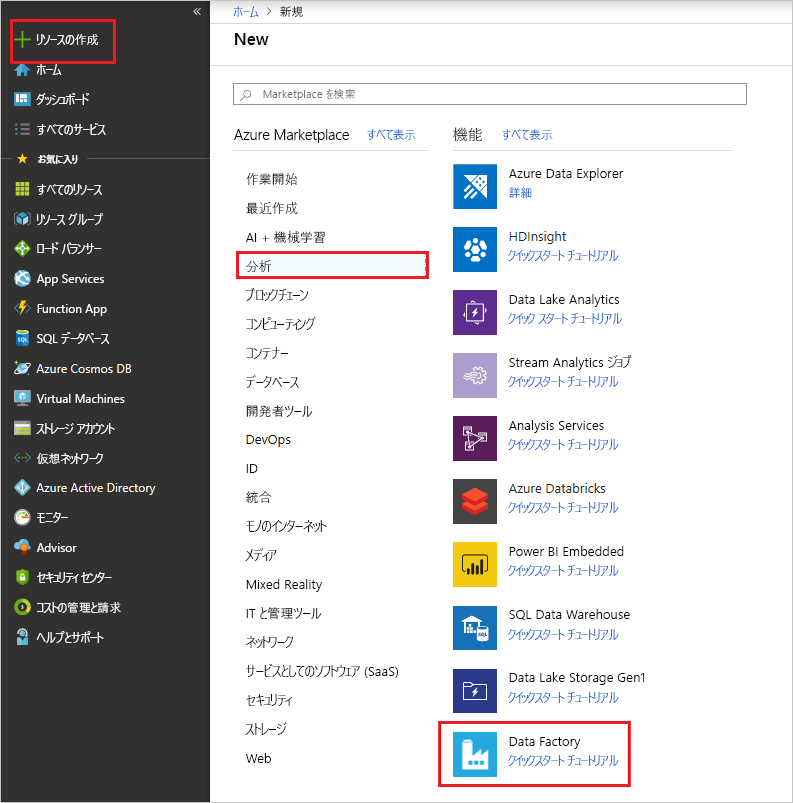 «
リソースの作成
ホーム
ダッシュボード
すべてのサービス
お気に入り
すべてのリソース
リソース グループ
ロード バランサー
App Services
Function App
SQL データベース
Azure Cosmos DB
Virtual Machines
ストレージ アカウント
仮想ネットワーク
Azure Active Directory
モニター
Advisor
セキュリティ センター
コストの管理と請求
ヘルプとサポート
ホーム > 新規
New
Marketplace を検索
Azure Marketplace すべて表示
作業開始
最近作成
AI + 機械学習
分析
ブロックチェーン
コンピューティング
コンテナー
データベース
開発者ツール
DevOps
ID
統合
モノのインターネット
メディア
Mixed Reality
IT と管理ツール
ネットワーク
サービスとしてのソフトウェア (SaaS)
セキュリティ
ストレージ
Web
機能 すべて表示
Azure Data Explorer
詳細
HDInsight
クイックスタート チュートリアル
Data Lake Analytics
クイック スタート チュートリアル
Stream Analytics ジョブ
クイックスタート チュートリアル
Analysis Services
クイックスタート チュートリアル
Azure Databricks
クイックスタート チュートリアル
Power BI Embedded
クイックスタート チュートリアル
SQL Data Warehouse
クイックスタート チュートリアル
Data Lake Storage Gen1
クイックスタート チュートリアル
Data Factory
クイックスタート チュートリアル